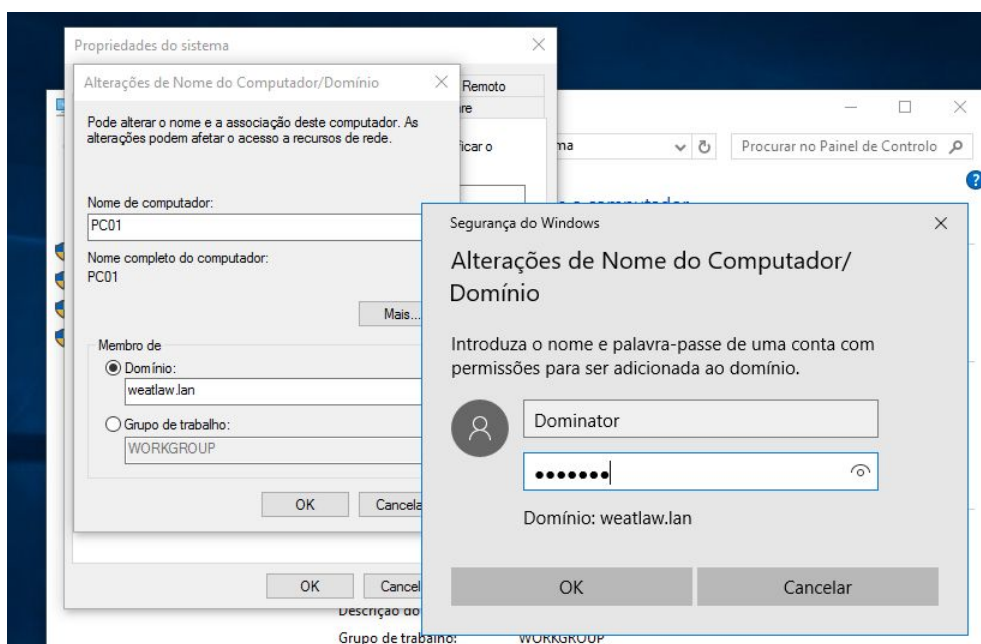 Propriedades do sistema
Alterações de Nome do Computador/Domínio
Remoto
Pode alterar o nome e a associação deste computador. As
alterações podem afetar o acesso a recursos de rede.
Procurar no Painel de Controlo
Nome de computador:
PC01
Nome completo do computador:
PC01
Mais...
Membro de
Domínio:
weatlaw.lan
Grupo de trabalho:
WORKGROUP
OK
OK
Segurança do Windows
Alterações de Nome do Computador/
Domínio
Introduza o nome e palavra-passe de uma conta com
permissões para ser adicionada ao domínio.
Dominator
Domínio: weatlaw.lan
OK
Cancelar
Grupo de trabalho:
WORKGROUP